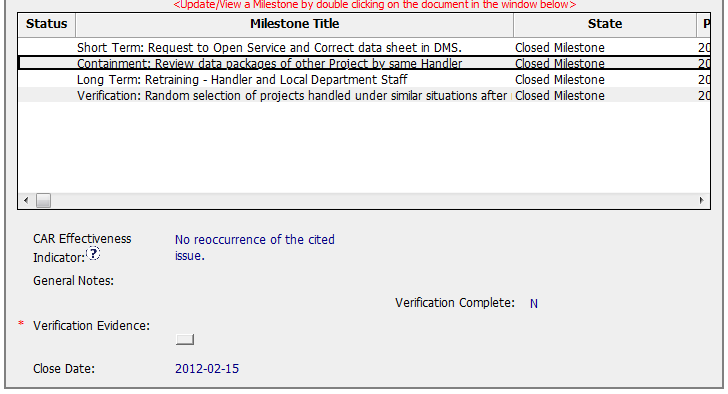 <Update/View a Milestone by double clicking on the document in the window below>
Status Milestone Title State P
Short Term: Request to Open Service and Correct data sheet in DMS. Closed Milestone 20
Containment: Review data packages of other Project by same Handler Closed Milestone 20
Long Term: Retraining - Handler and Local Department Staff Closed Milestone 20
Verification: Random selection of projects handled under similar situations after Closed Milestone 20
CAR Effectiveness No reoccurrence of the cited
Indicator: ? issue.
General Notes:
Verification Complete: N
* Verification Evidence:
Close Date: 2012-02-15